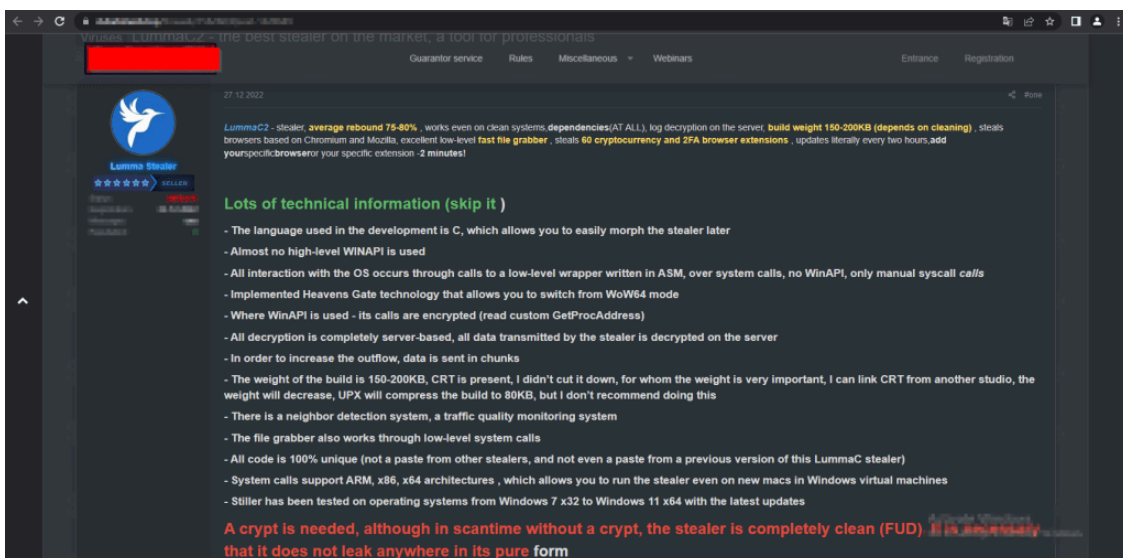 Viruses LummaC2 - the best stealer on the market, a tool for professionals
Guarantor service Rules Miscellaneous Webinars Entrance Registration
27.12.2022 #one
LummaC2 - stealer, average rebound 75-80% , works even on clean systems,dependencies(AT ALL), log decryption on the server, build weight 150-200KB (depends on cleaning) , steals
browsers based on Chromium and Mozilla, excellent low-level fast file grabber , steals 60 cryptocurrency and 2FA browser extensions , updates literally every two hours,add
yourspecificbrowseror your specific extension -2 minutes!
Lumma Stealer
SELLER
Lots of technical information (skip it )
- The language used in the development is C, which allows you to easily morph the stealer later
- Almost no high-level WINAPI is used
- All interaction with the OS occurs through calls to a low-level wrapper written in ASM, over system calls, no WinAPI, only manual syscall calls
- Implemented Heavens Gate technology that allows you to switch from WoW64 mode
- Where WinAPI is used - its calls are encrypted (read custom GetProcAddress)
- All decryption is completely server-based, all data transmitted by the stealer is decrypted on the server
- In order to increase the outflow, data is sent in chunks
- The weight of the build is 150-200KB, CRT is present, I didn't cut it down, for whom the weight is very important, I can link CRT from another studio, the
weight will decrease, UPX will compress the build to 80KB, but I don't recommend doing this
- There is a neighbor detection system, a traffic quality monitoring system
- The file grabber also works through low-level system calls
- All code is 100% unique (not a paste from other stealers, and not even a paste from a previous version of this LummaC stealer)
- System calls support ARM, x86, x64 architectures , which allows you to run the stealer even on new macs in Windows virtual machines
- Stiller has been tested on operating systems from Windows 7 x32 to Windows 11 x64 with the latest updates
A crypt is needed, although in scantime without a crypt, the stealer is completely clean (FUD) . It is necessary
that it does not leak anywhere in its pure form